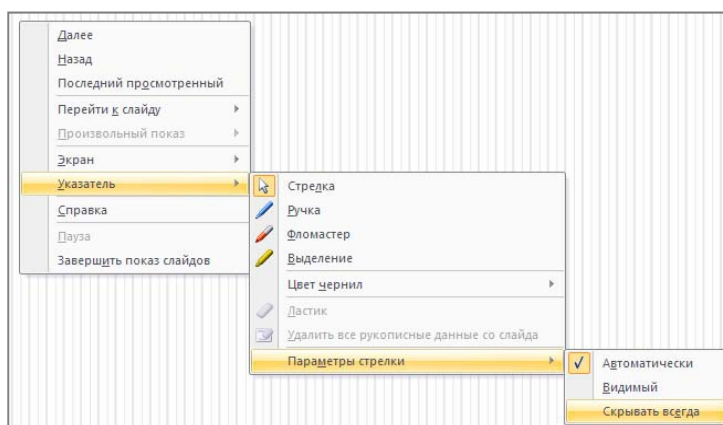 Далее
Назад
Последний просмотренный
Перейти к слайду
Произвольный показ
Экран
Указатель
Справка
Пауза
Завершить показ слайдов
Стрелка
Ручка
Фломастер
Выделение
Цвет чернил
Ластик
Удалить все рукописные данные со слайда
Параметры стрелки
Автоматически
Видимый
Скрывать всегда